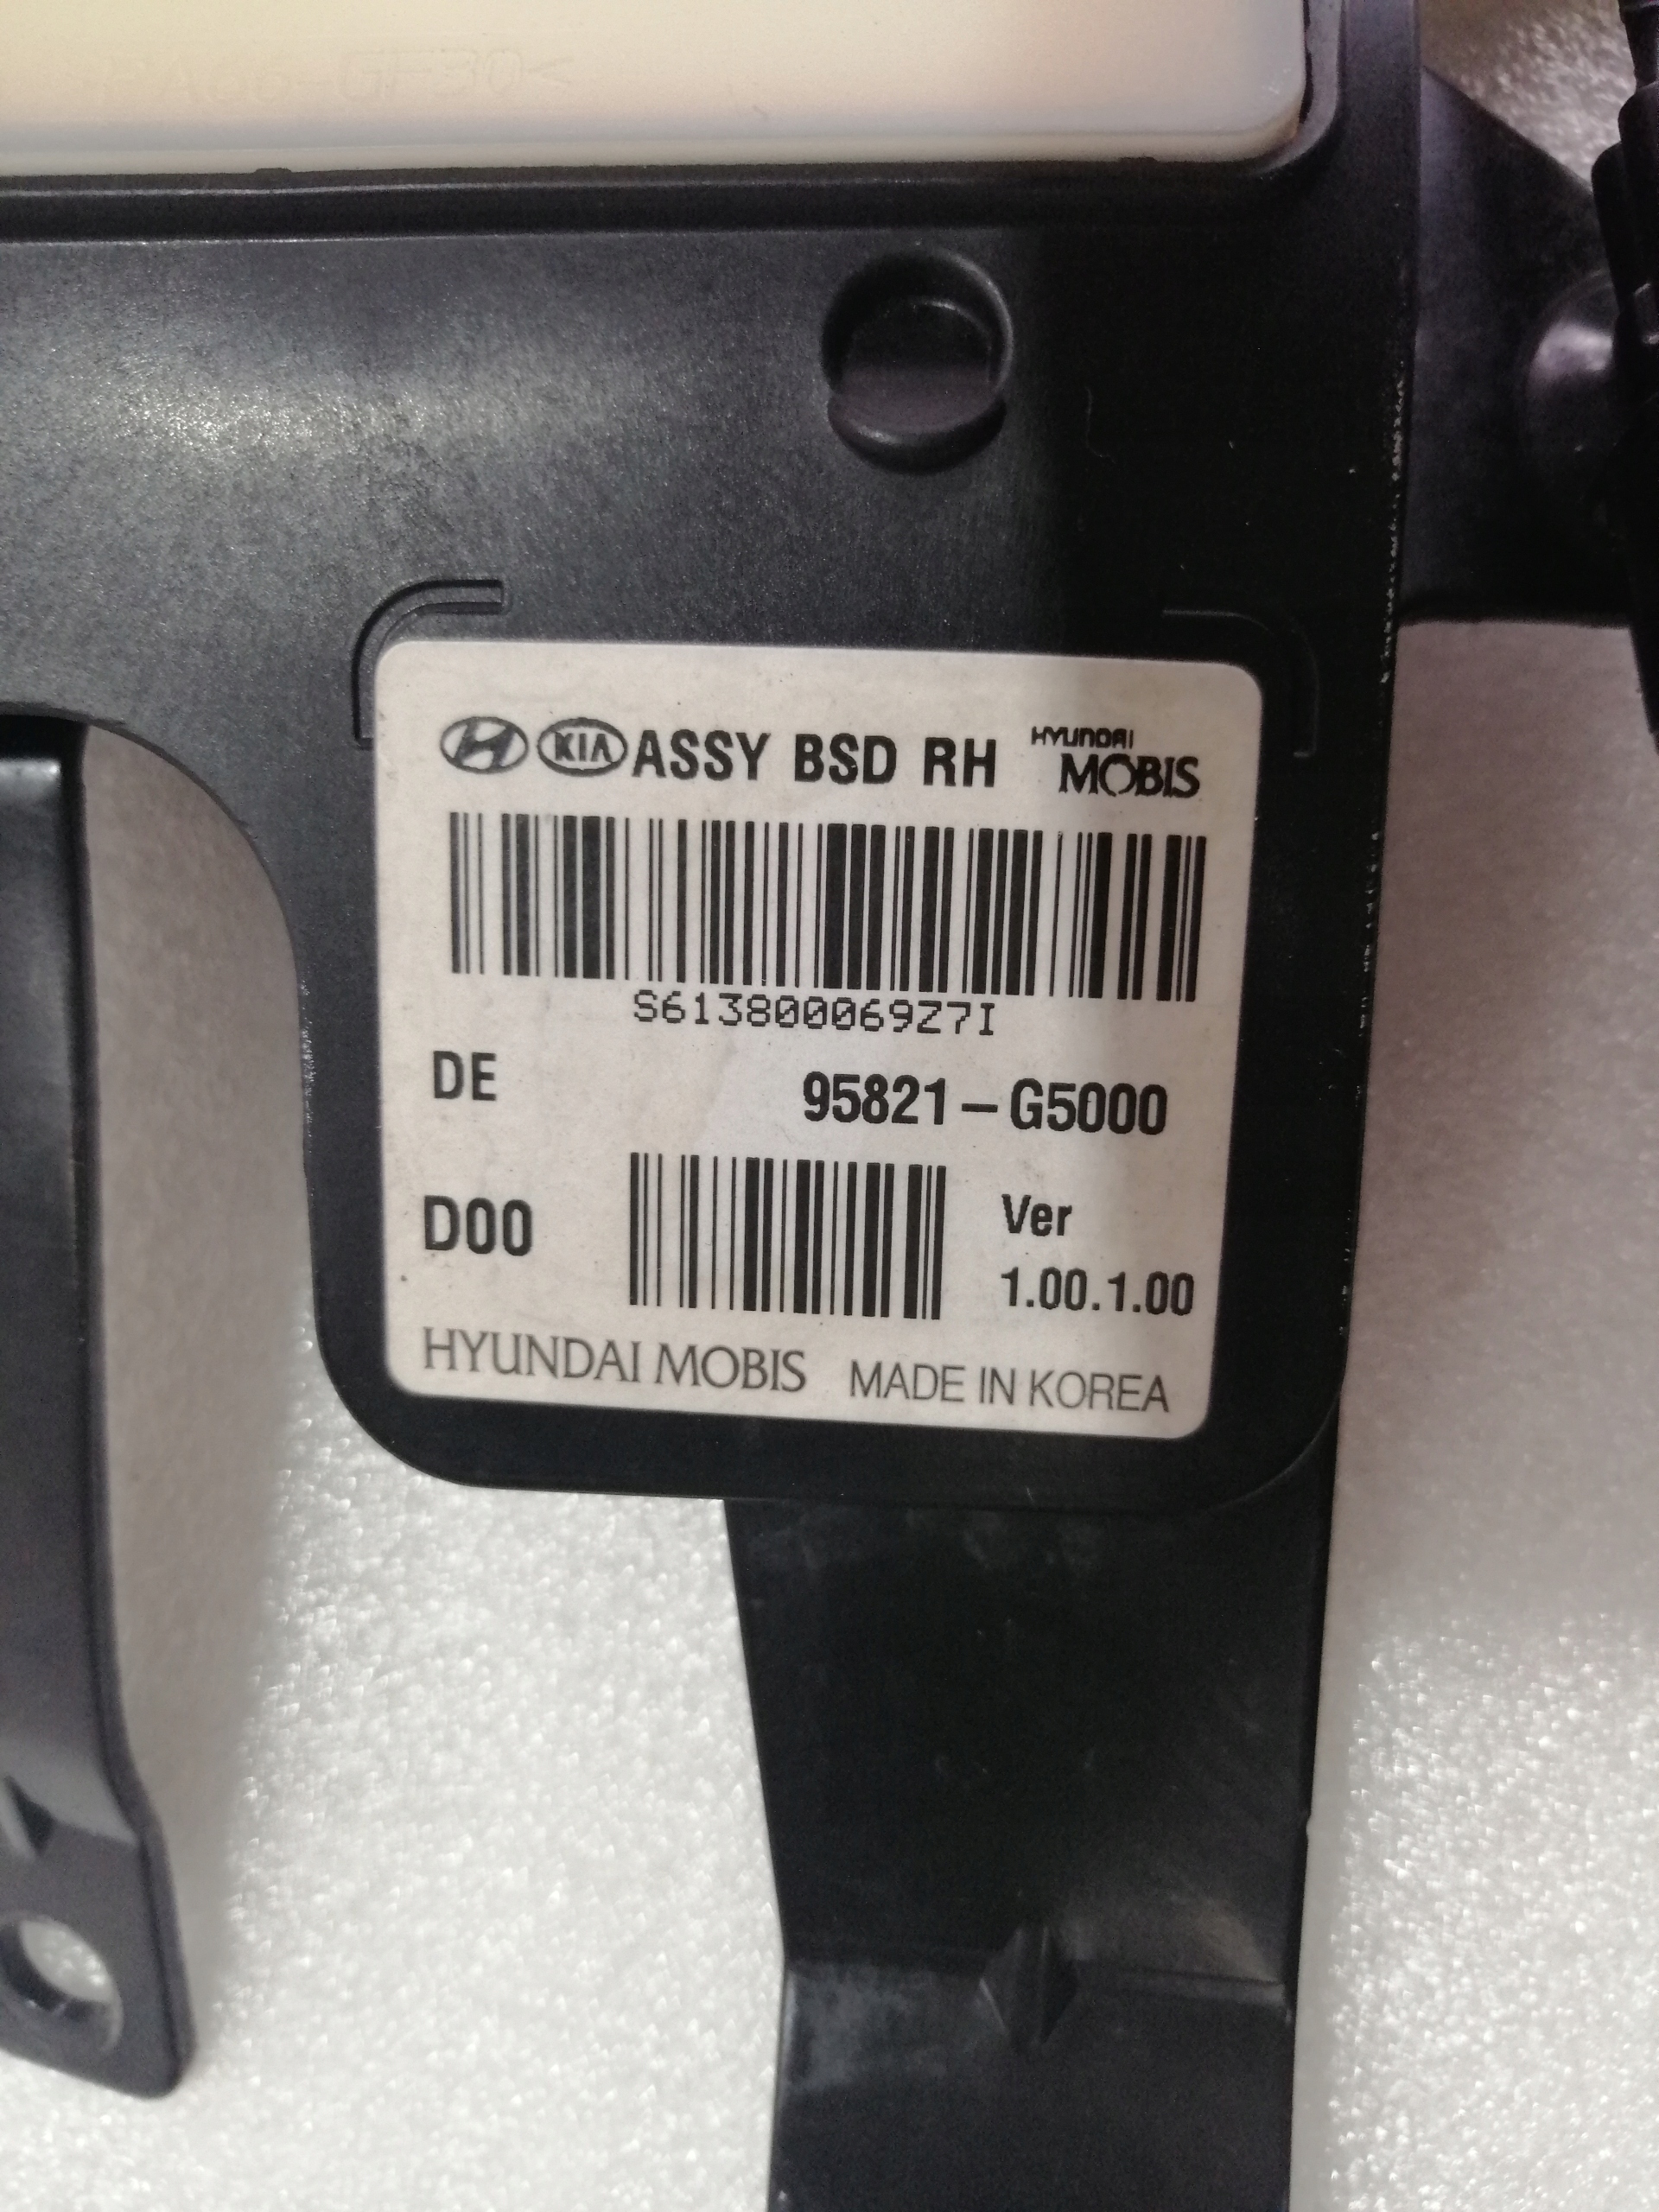 KIA ASSY BSD RH HYUNDAI MOBIS
S613800069Z7I
DE 95821-G5000
D00 Ver 1.00.1.00
HYUNDAI MOBIS MADE IN KOREA